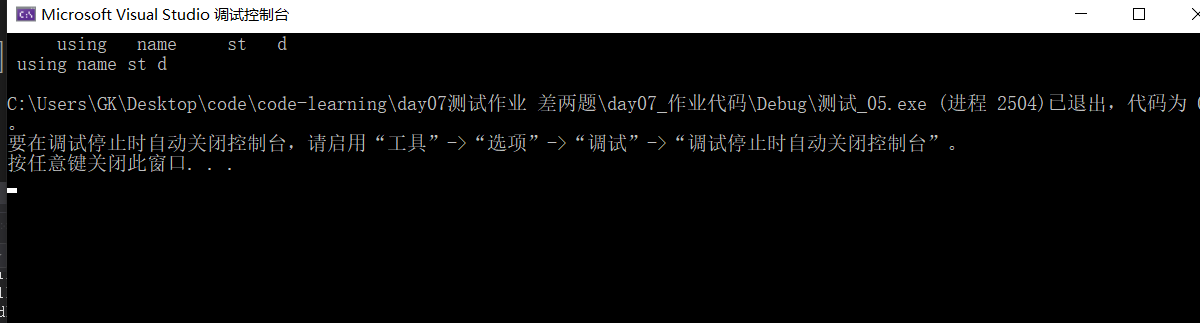 Microsoft Visual Studio 调试控制台
     using   name     st   d
 using name st d
C:\Users\GK\Desktop\code\code-learning\day07测试作业 差两题\day07_作业代码\Debug\测试_05.exe (进程 2504)已退出，代码为
。
要在调试停止时自动关闭控制台，请启用“工具”->“选项”->“调试”->“调试停止时自动关闭控制台”。
按任意键关闭此窗口. . .